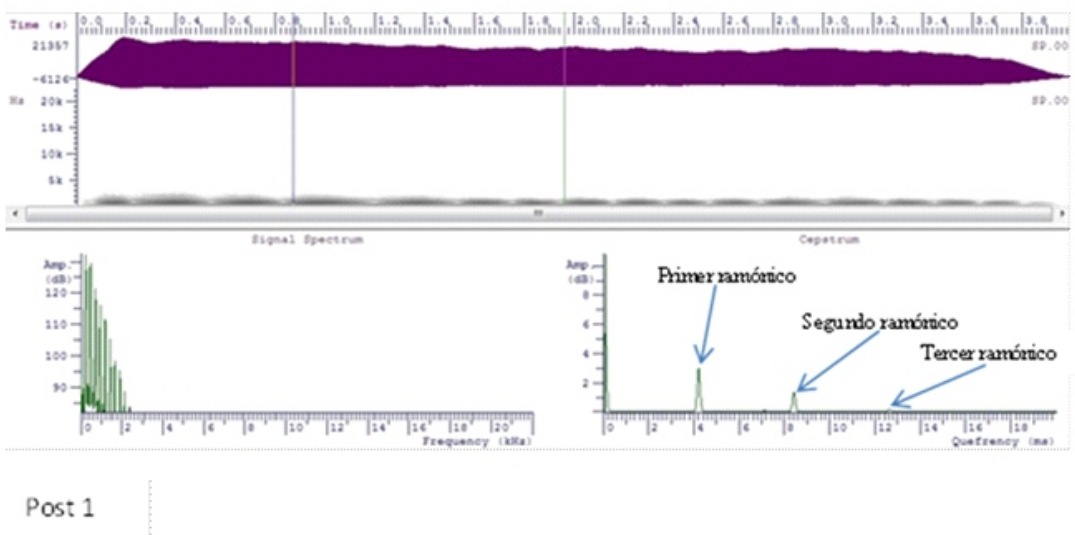 Time (s) 0.0 0.2 0.4 0.6 0.8 1.0 1.2 1.4 1.6 1.8 2.0 2.2 2.4 2.6 2.8 3.0 3.2 3.4 3.6 3.8
21357 SP.00
-6124
Hz 20k SP.00
15k
10k
5k
Signal Spectrum
Amp. (dB)
120
110
100
90
0 2 4 6 8 10 12 14 16 18 20
Frequency (kHz)
Cepstrum
Amp. (dB)
8
6
4
2
Primer ramónico
Segundo ramónico
Tercer ramónico
0 2 4 6 8 10 12 14 16 18
Quefrency (ms)
Post 1